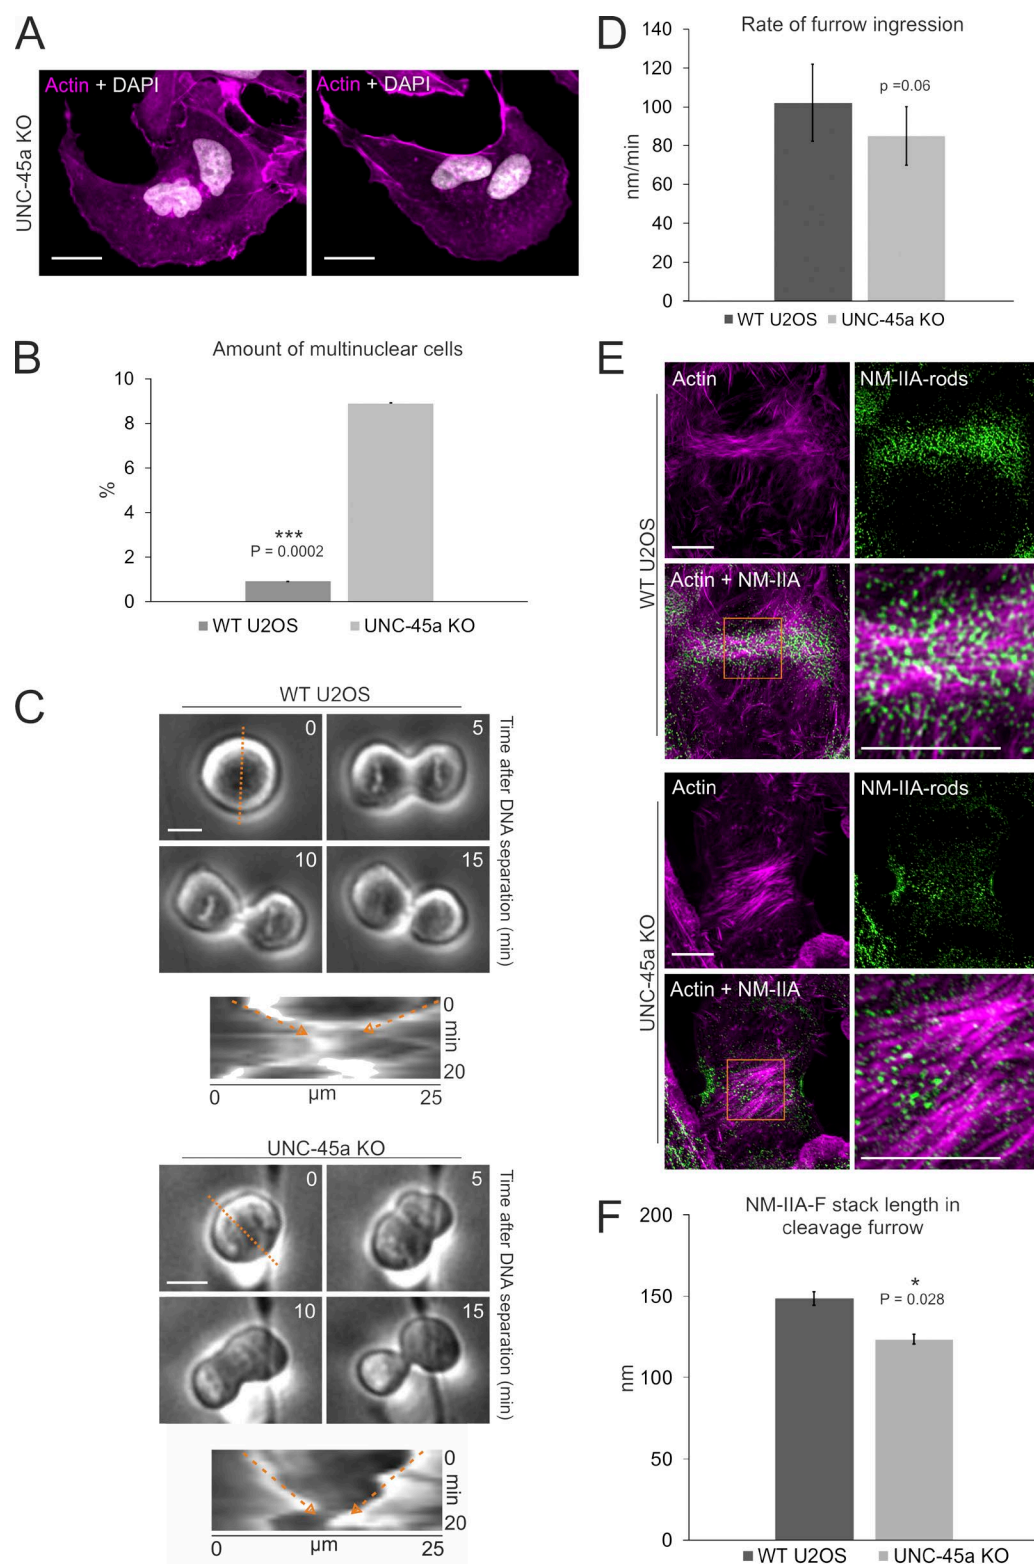 A
Actin + DAPI
Actin + DAPI
UNC-45a KO
B
Amount of multinuclear cells
10
8
6
4
2
0
%
***
P = 0.0002
WT U2OS
UNC-45a KO
C
WT U2OS
0
5
10
15
Time after DNA separation (min)
0
min
20
0
µm
25
UNC-45a KO
0
5
10
15
Time after DNA separation (min)
0
min
20
0
µm
25
D
Rate of furrow ingression
140
120
100
80
60
40
20
0
nm/min
p =0.06
WT U2OS
UNC-45a KO
E
WT U2OS
Actin
NM-IIA-rods
Actin + NM-IIA
UNC-45a KO
Actin
NM-IIA-rods
Actin + NM-IIA
F
NM-IIA-F stack length in
cleavage furrow
200
150
100
50
0
nm
*
P = 0.028
WT U2OS
UNC-45a KO